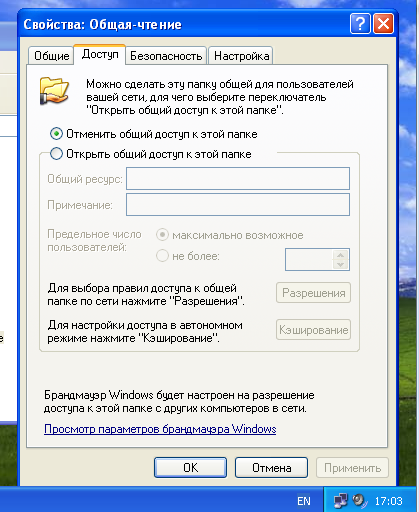 Свойства: Общая-чтение
Общие Доступ Безопасность Настройка
Можно сделать эту папку общей для пользователей
вашей сети, для чего выберите переключатель
"Открыть общий доступ к этой папке".
Отменить общий доступ к этой папке
Открыть общий доступ к этой папке
Общий ресурс:
Примечание:
Предельное число
пользователей:
максимально возможное
не более:
Для выбора правил доступа к общей
папке по сети нажмите "Разрешения".
Разрешения
Для настройки доступа в автономном
режиме нажмите "Кэширование".
Кэширование
Брандмауэр Windows будет настроен на разрешение
доступа к этой папке с других компьютеров в сети.
Просмотр параметров брандмауэра Windows
OK Отмена Применить
EN 17:03